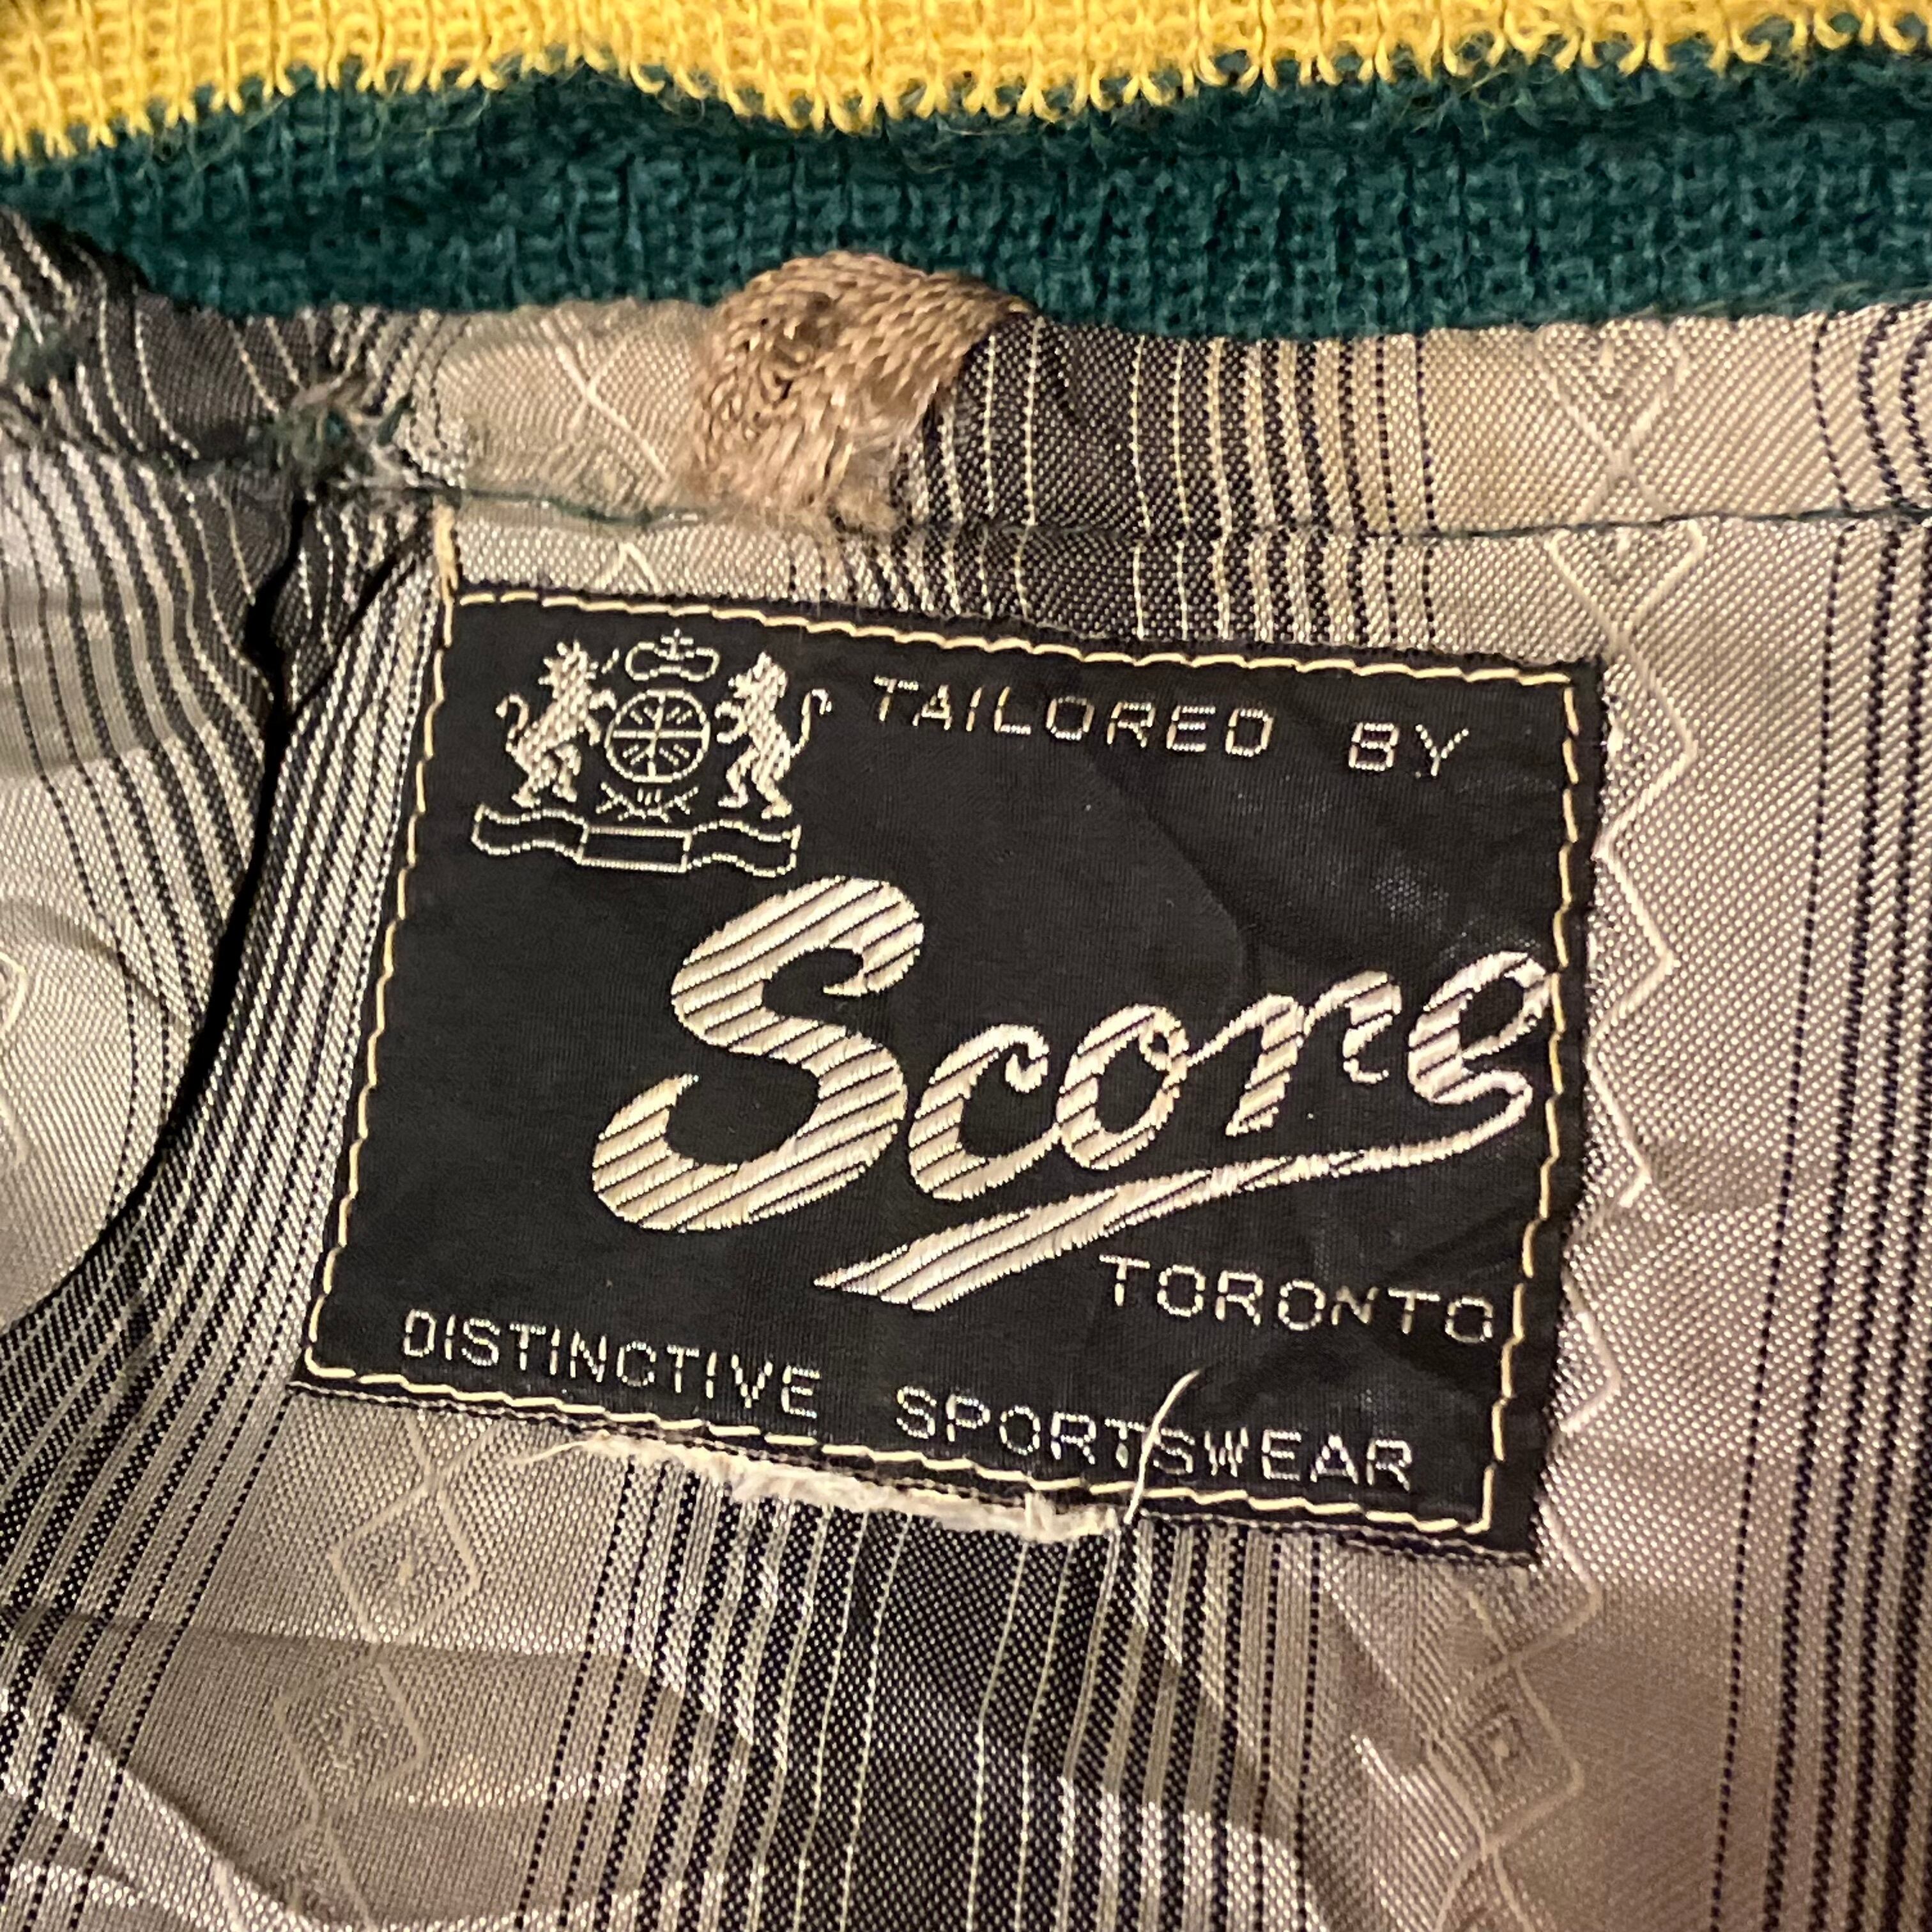 TAILORED BY
Score
TORONTO
DISTINCTIVE SPORTSWEAR